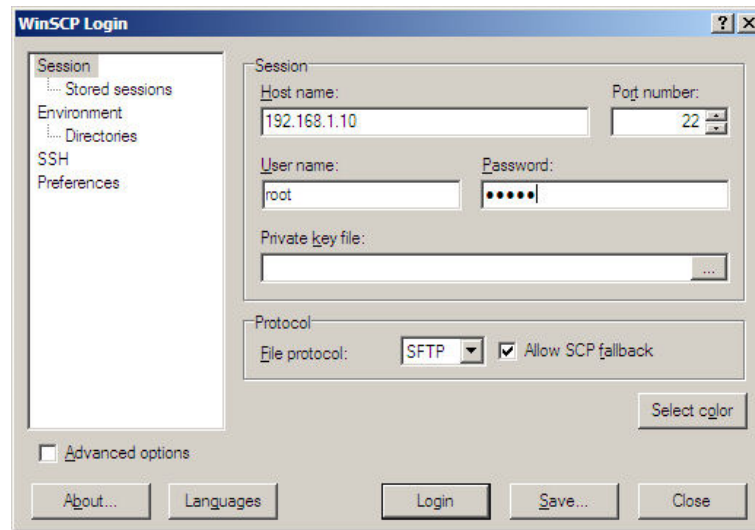 WinSCP Login
Session
Stored sessions
Environment
Directories
SSH
Preferences
Session
Host name:
Port number:
192.168.1.10
22
User name:
Password:
root
•••••
Private key file:
...
Protocol
File protocol:
SFTP
Allow SCP fallback
Select color
Advanced options
About...
Languages
Login
Save...
Close